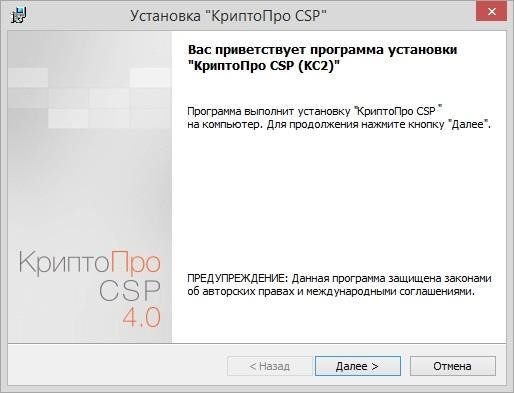 Установка "КриптоПро CSP"
Вас приветствует программа установки
"КриптоПро CSP (KC2)"
Программа выполнит установку "КриптоПро CSP "
на компьютер. Для продолжения нажмите кнопку "Далее".
КриптоПро
CSP
4.0
ПРЕДУПРЕЖДЕНИЕ: Данная программа защищена законами
об авторских правах и международными соглашениями.
< Назад
Далее >
Отмена